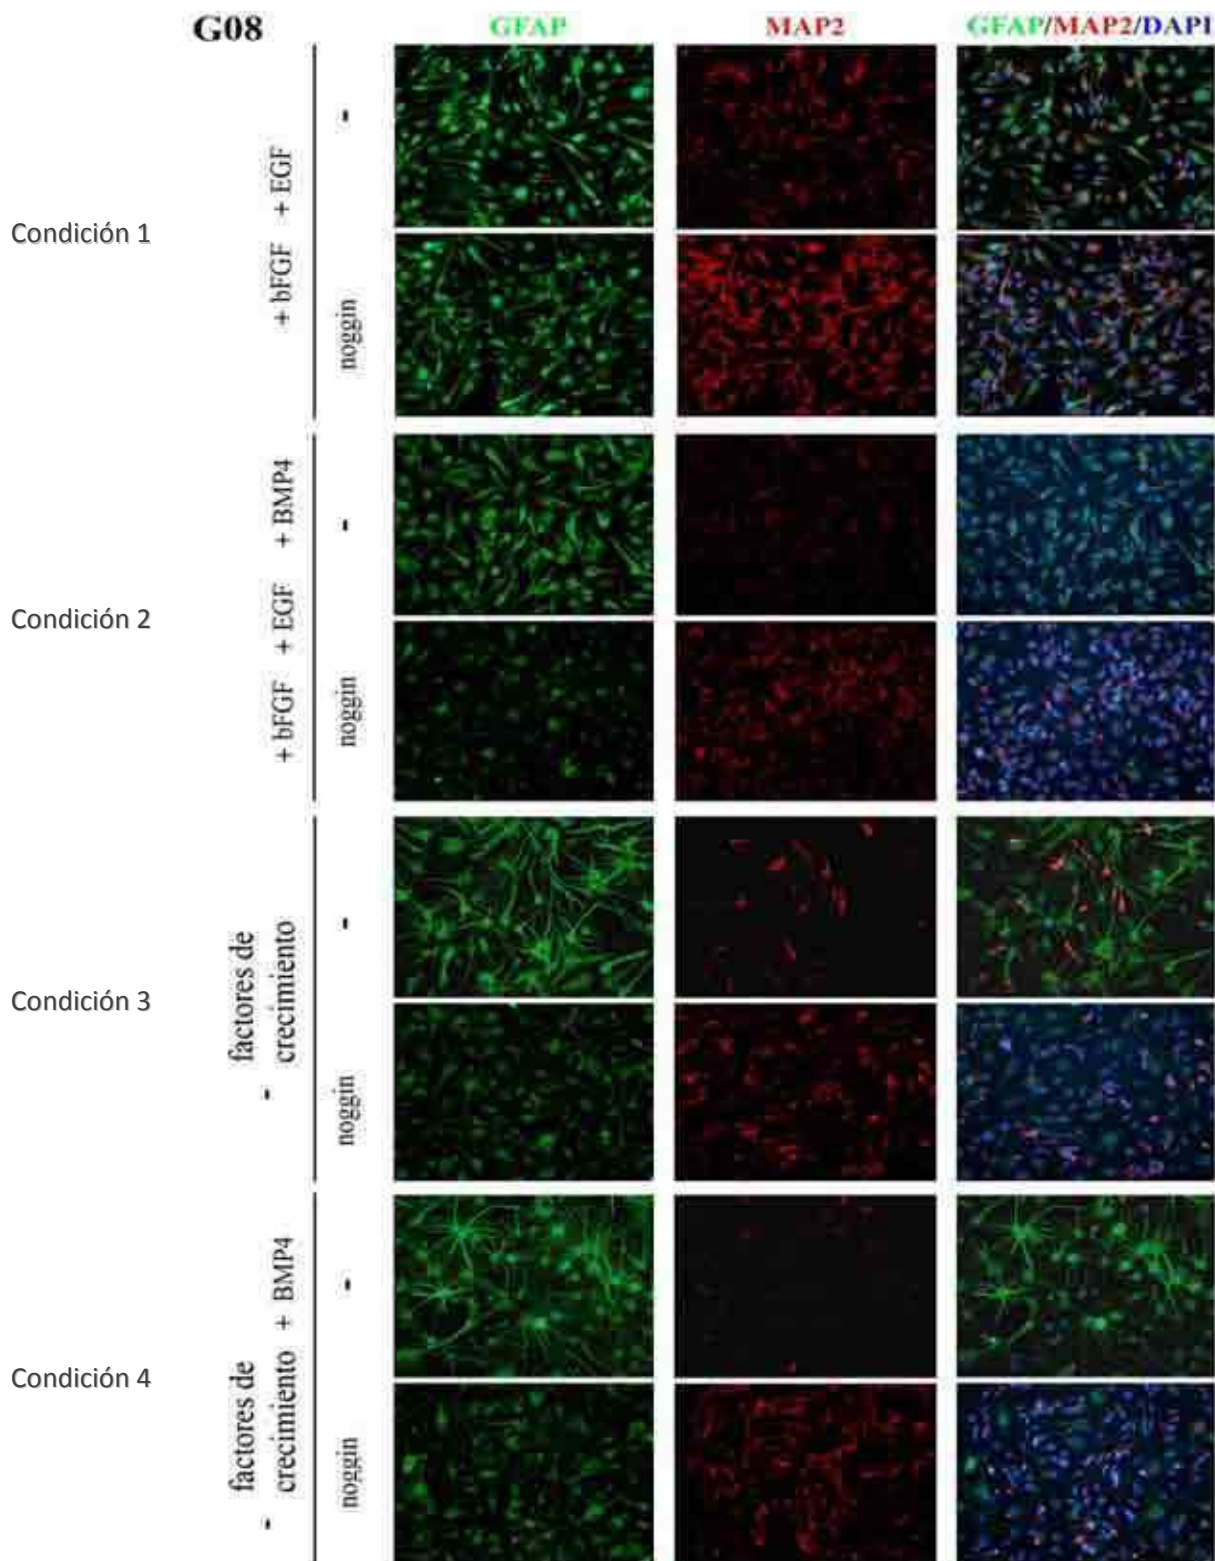 G08
GFAP
MAP2
GFAP/MAP2/DAPI
Condición 1
+ bFGF + EGF
-
noggin
Condición 2
+ bFGF + EGF + BMP4
-
noggin
Condición 3
- factores de
crecimiento
-
noggin
Condición 4
- factores de
crecimiento + BMP4
-
noggin